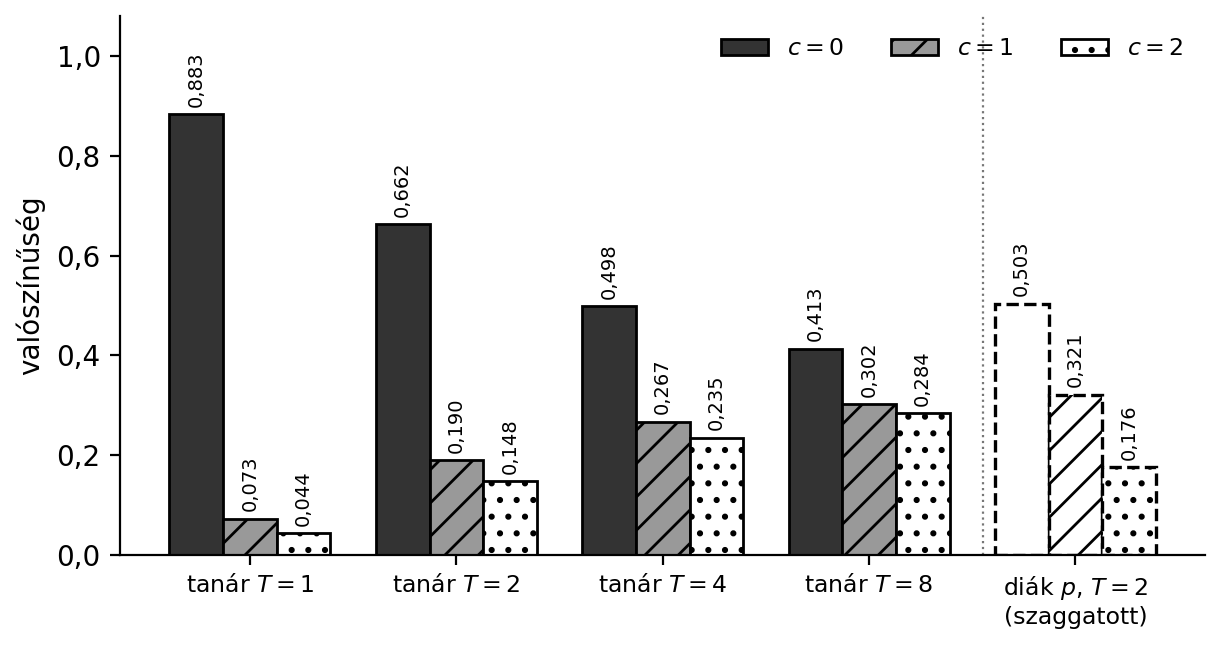 c = 0  c = 1  c = 2
valószínűség
1,0
0,8
0,6
0,4
0,2
0,0
0,883
0,073
0,044
0,662
0,190
0,148
0,498
0,267
0,235
0,413
0,302
0,284
0,503
0,321
0,176
tanár T = 1
tanár T = 2
tanár T = 4
tanár T = 8
diák p, T = 2
(szaggatott)